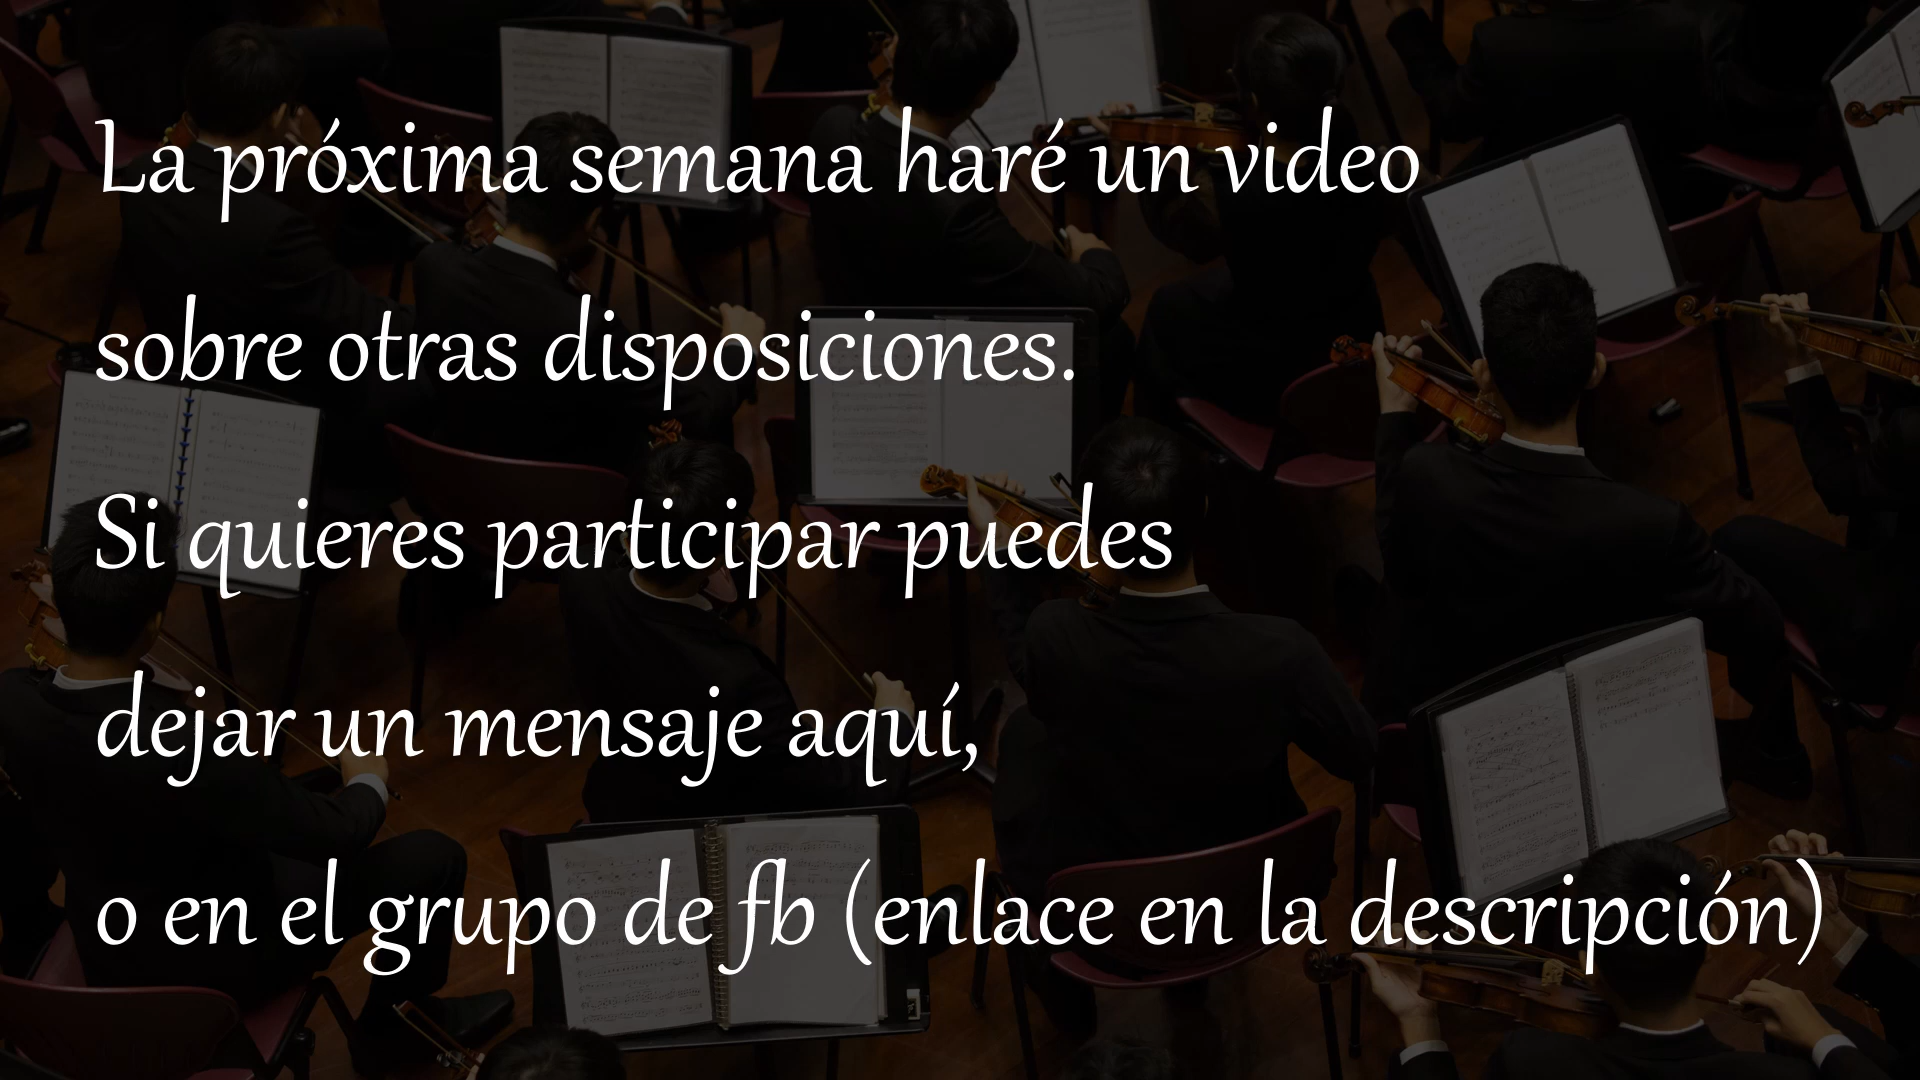 La próxima semana haré un video
sobre otras disposiciones.
Si quieres participar puedes
dejar un mensaje aquí,
o en el grupo de fb (enlace en la descripción)